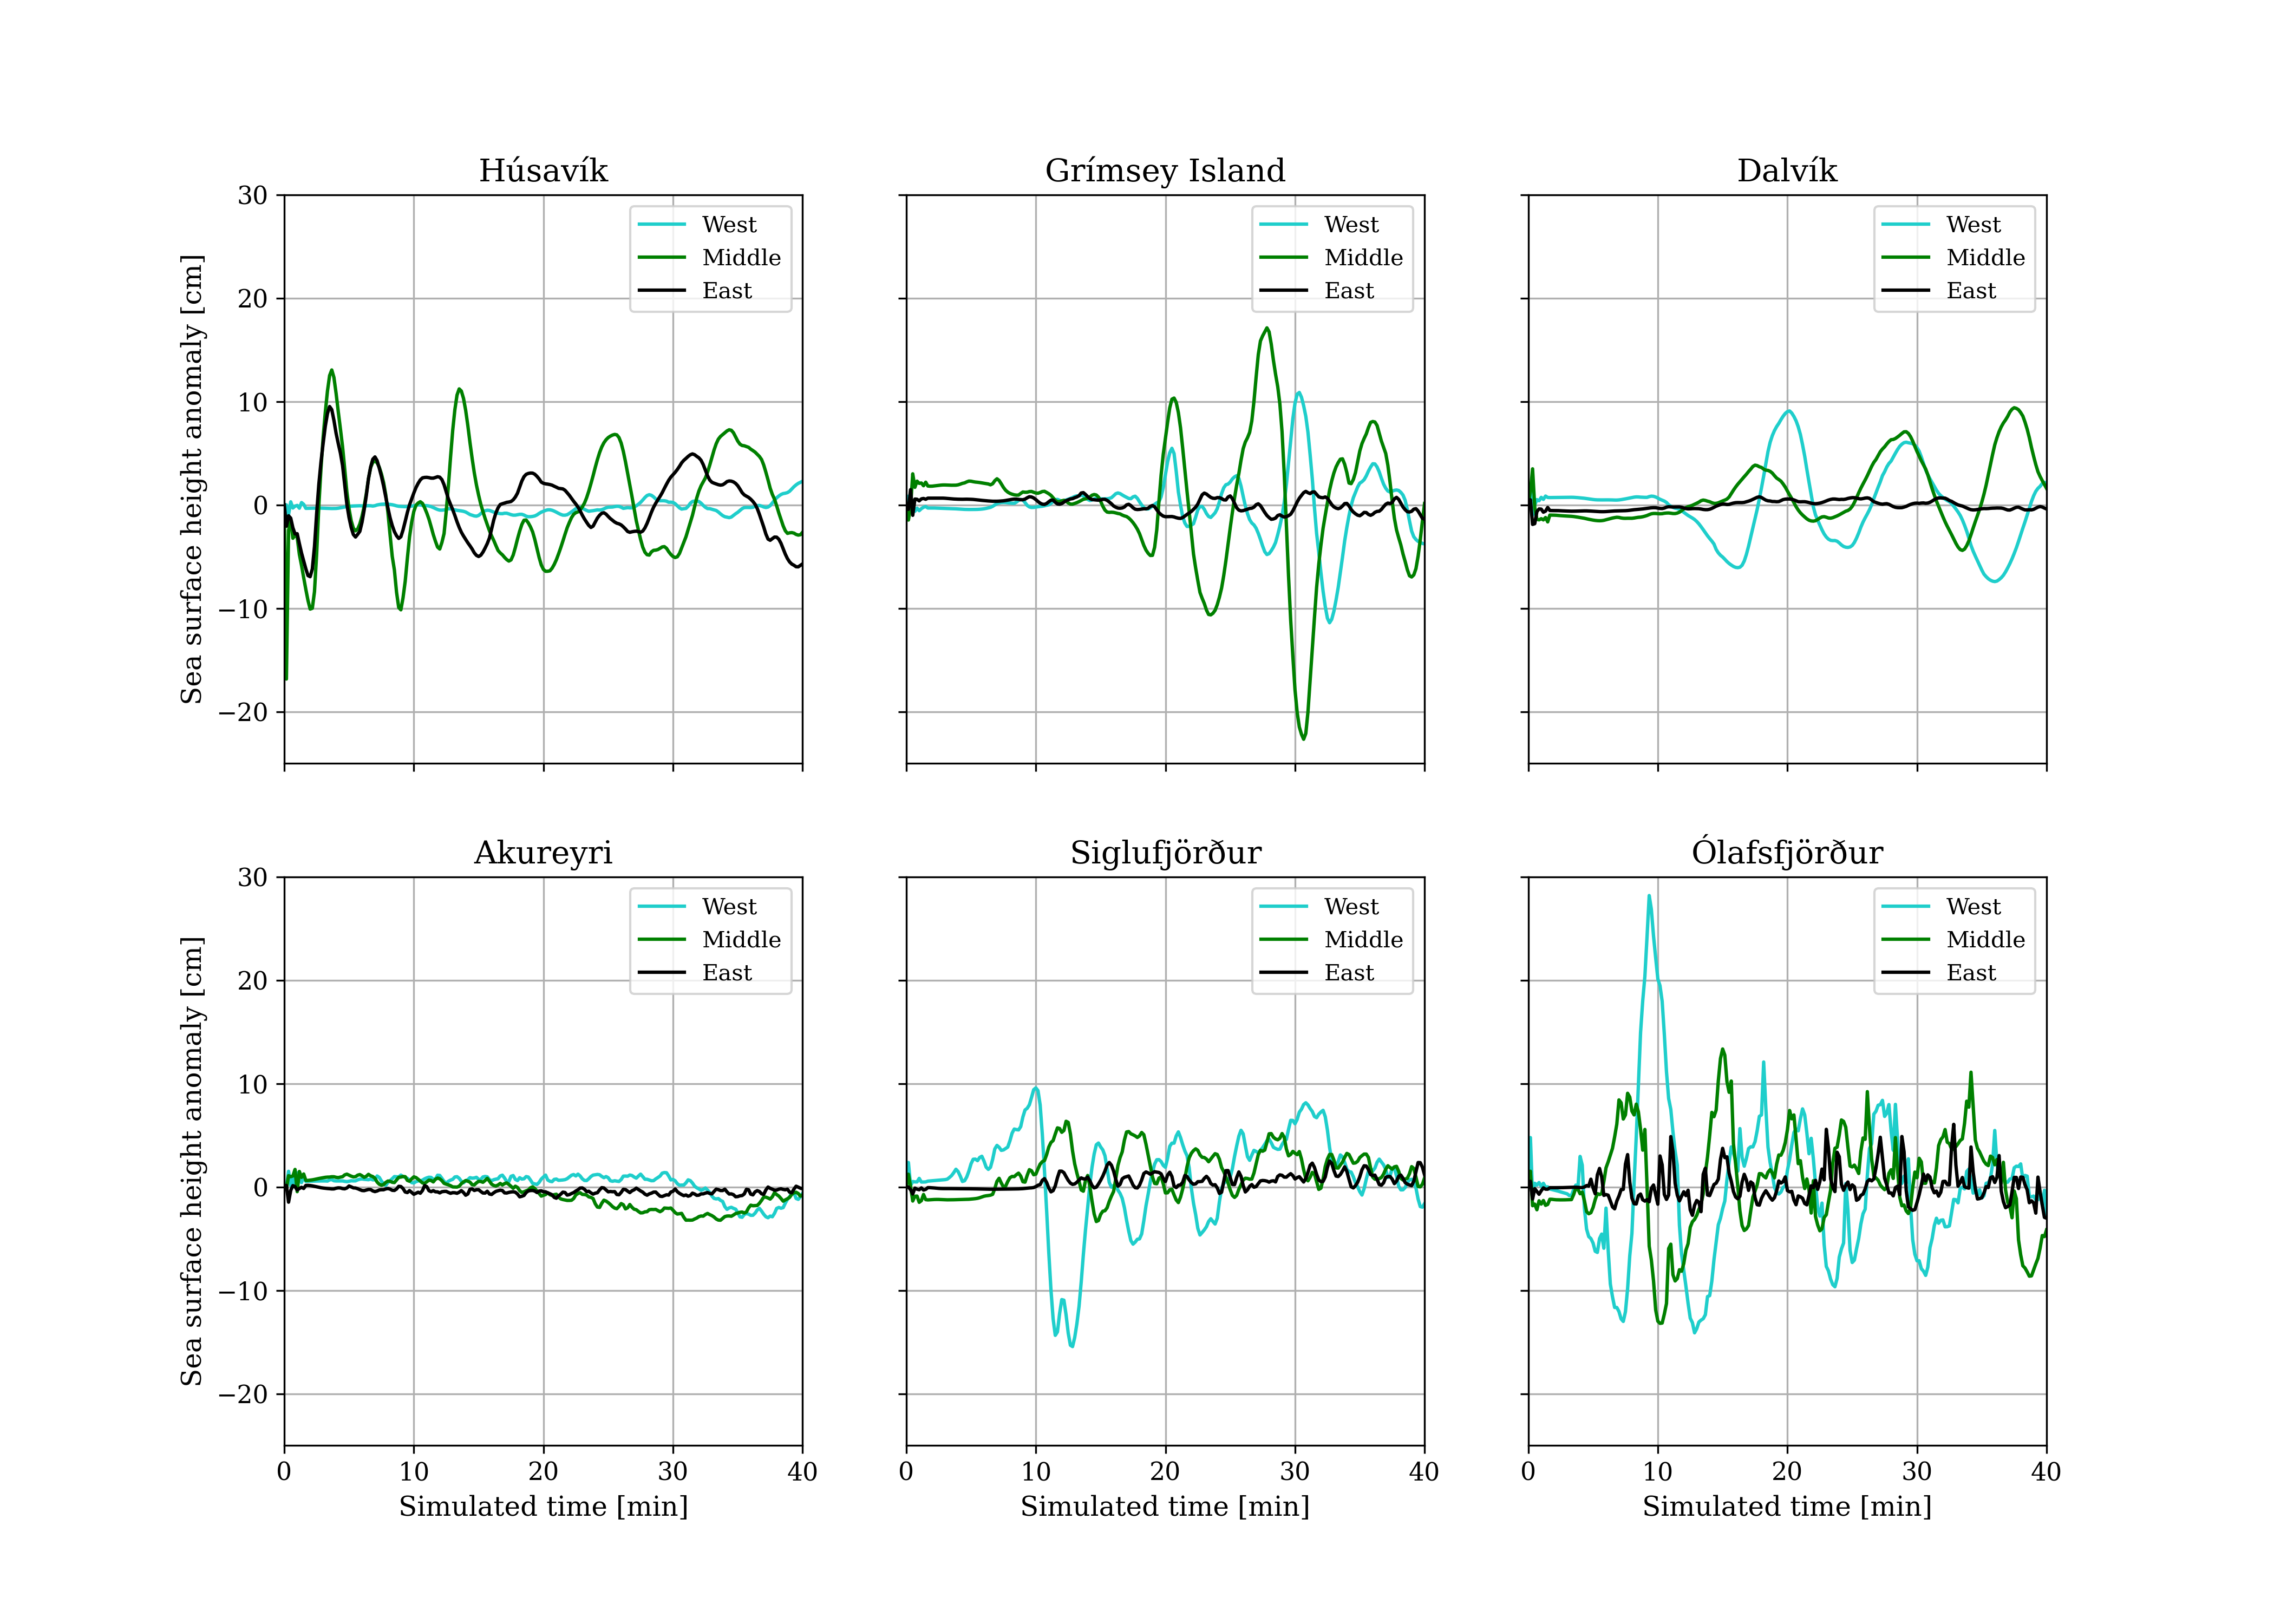 Húsavík
Grímsey Island
Dalvík
Sea surface height anomaly [cm]
30
20
10
0
−10
−20
West
Middle
East
West
Middle
East
West
Middle
East
Akureyri
Siglufjörður
Ólafsfjörður
Sea surface height anomaly [cm]
30
20
10
0
−10
−20
West
Middle
East
West
Middle
East
West
Middle
East
0 10 20 30 40
0 10 20 30 40
0 10 20 30 40
Simulated time [min]
Simulated time [min]
Simulated time [min]